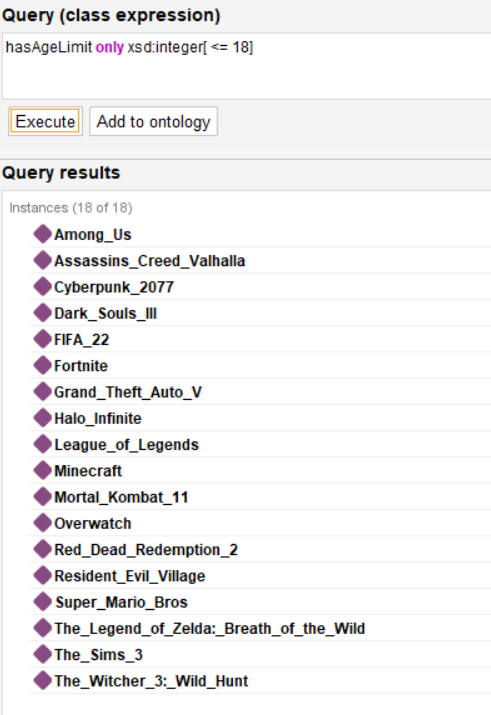 Query (class expression)
hasAgeLimit only xsd:integer[ <= 18]
Execute Add to ontology
Query results
Instances (18 of 18)
Among_Us
Assassins_Creed_Valhalla
Cyberpunk_2077
Dark_Souls_III
FIFA_22
Fortnite
Grand_Theft_Auto_V
Halo_Infinite
League_of_Legends
Minecraft
Mortal_Kombat_11
Overwatch
Red_Dead_Redemption_2
Resident_Evil_Village
Super_Mario_Bros
The_Legend_of_Zelda:_Breath_of_the_Wild
The_Sims_3
The_Witcher_3:_Wild_Hunt